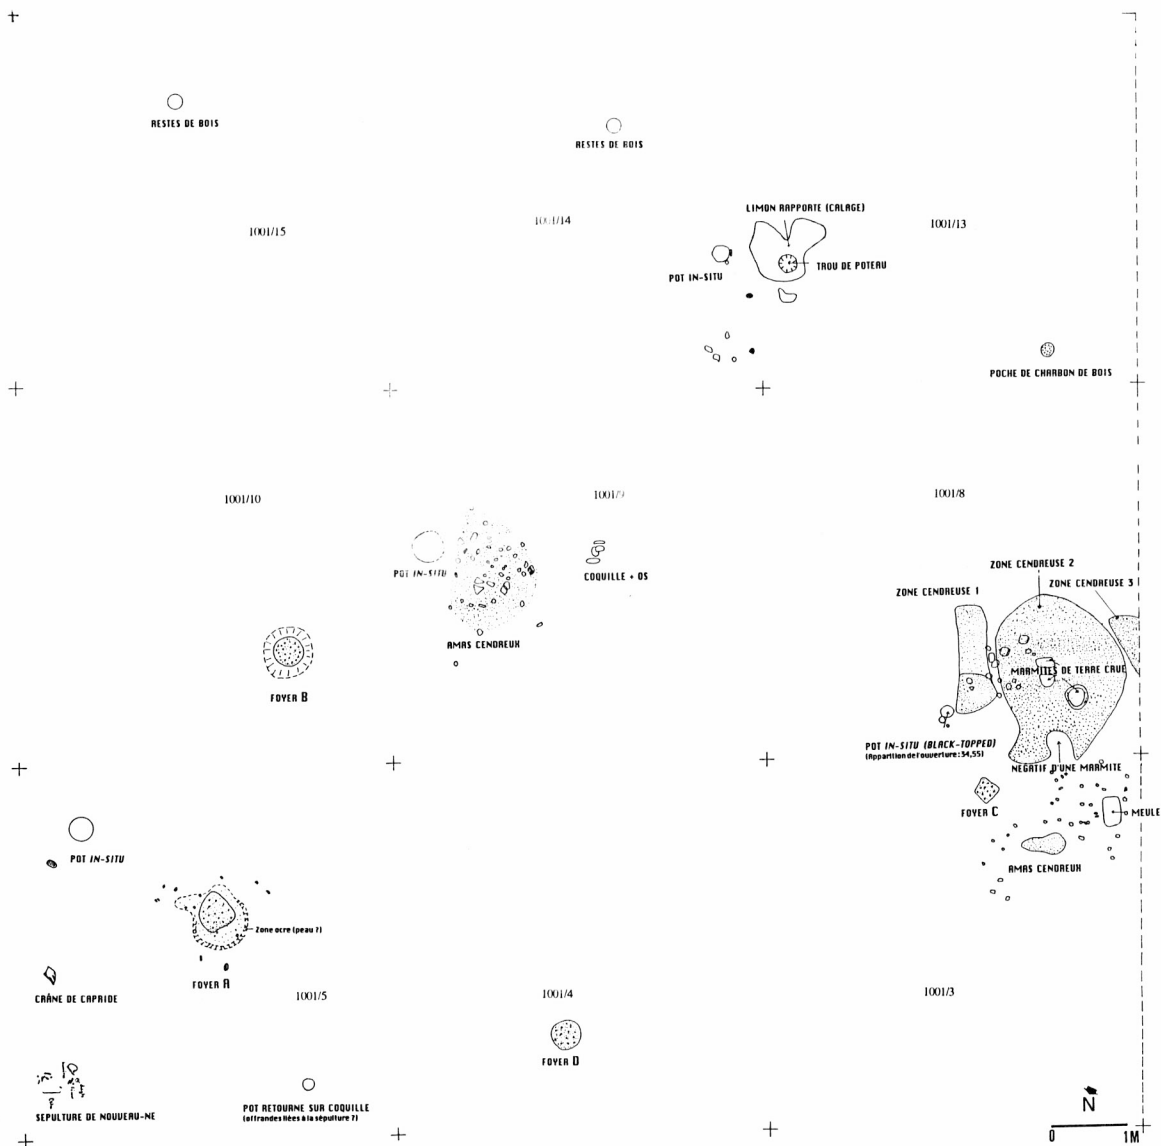 RESTES DE BOIS
RESTES DE BOIS
1001/15
1001/14
1001/13
LIMON RAPPORTE (CALAGE)
TROU DE POTEAU
POT IN-SITU
POCHE DE CHARBON DE BOIS
1001/10
1001/9
1001/8
POT IN-SITU
COQUILLE + OS
AMAS CENDREUX
FOYER B
ZONE CENDREUSE 1
ZONE CENDREUSE 2
ZONE CENDREUSE 3
MARMITES DE TERRE CRUE
POT IN-SITU (BLACK-TOPPED)
(Apparition de l'ouverture : 34,55)
NEGATIF D'UNE MARMITE
FOYER C
MEULE
AMAS CENDREUX
POT IN-SITU
Zone ocre (peau ?)
FOYER A
CRÂNE DE CAPRIDE
1001/5
1001/4
1001/3
FOYER D
SEPULTURE DE NOUVEAU-NE
POT RETOURNE SUR COQUILLE
(offrandes liées à la sépulture ?)
N
0 1M